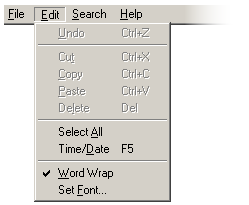 File Edit Search Help
Undo Ctrl+Z
Cut Ctrl+X
Copy Ctrl+C
Paste Ctrl+V
Delete Del
Select All
Time/Date F5
Word Wrap
Set Font...